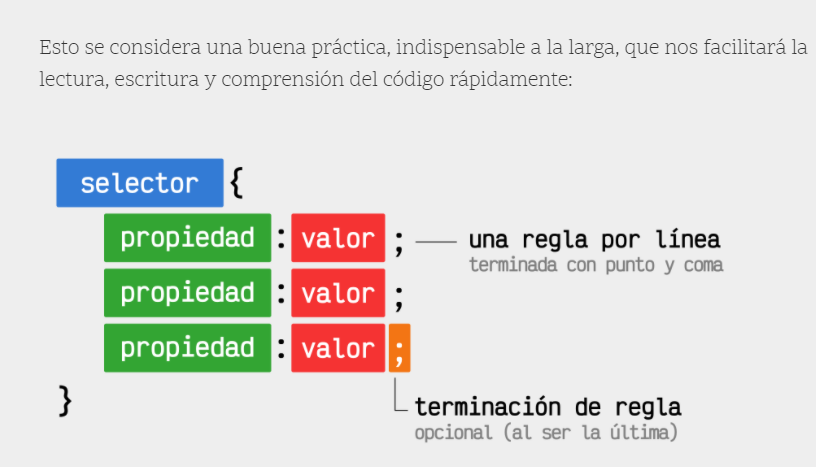 Esto se considera una buena práctica, indispensable a la larga, que nos facilitará la
lectura, escritura y comprensión del código rápidamente:
selector {
propiedad : valor ; una regla por línea
terminada con punto y coma
propiedad : valor ;
propiedad : valor ;
}
terminación de regla
opcional (al ser la última)